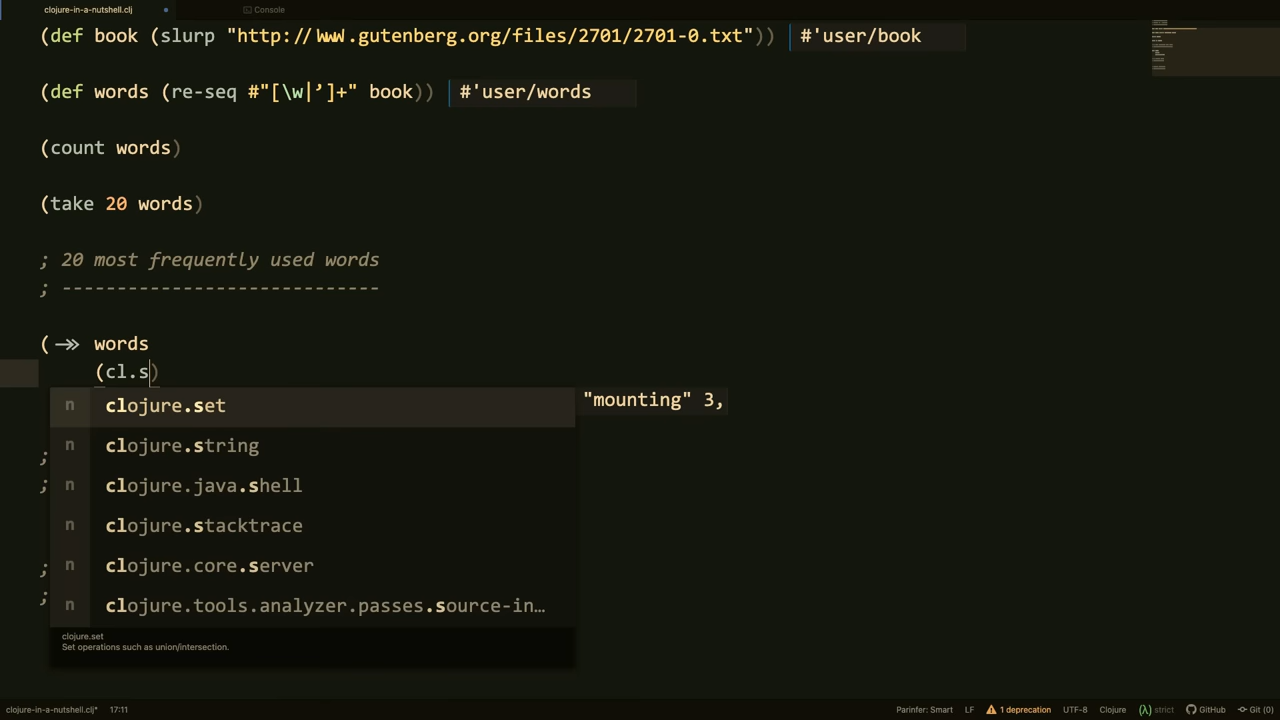 clojure-in-a-nutshell.clj
Console
(def book (slurp "http://www.gutenberg.org/files/2701/2701-0.txt")) #'user/book
(def words (re-seq #"[\w|’]+" book)) #'user/words
(count words)
(take 20 words)
; 20 most frequently used words
; -----------------------------
(->> words
(cl.s)
clojure.set
"mounting" 3,
n clojure.set
n clojure.string
n clojure.java.shell
n clojure.stacktrace
n clojure.core.server
n clojure.tools.analyzer.passes.source-in…
;
;
;
;
clojure.set
Set operations such as union/intersection.
clojure-in-a-nutshell.clj* 17:11 Parinfer: Smart LF 1 deprecation UTF-8 Clojure (λ) strict GitHub Git (0)